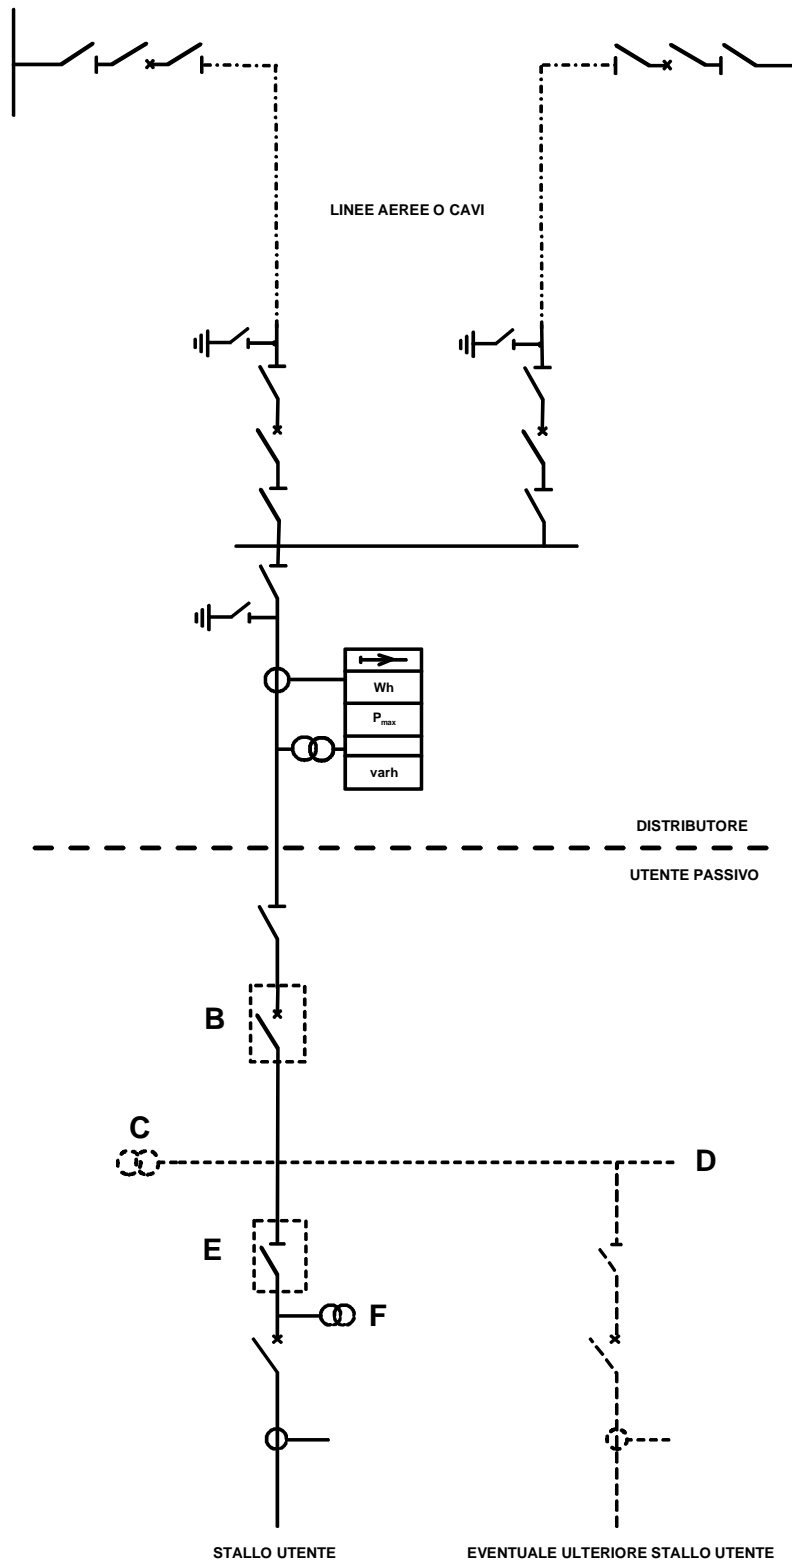 LINEE AEREE O CAVI
Wh
Pmax
varh
DISTRIBUTORE
UTENTE PASSIVO
B
C
D
E
F
STALLO UTENTE
EVENTUALE ULTERIORE STALLO UTENTE